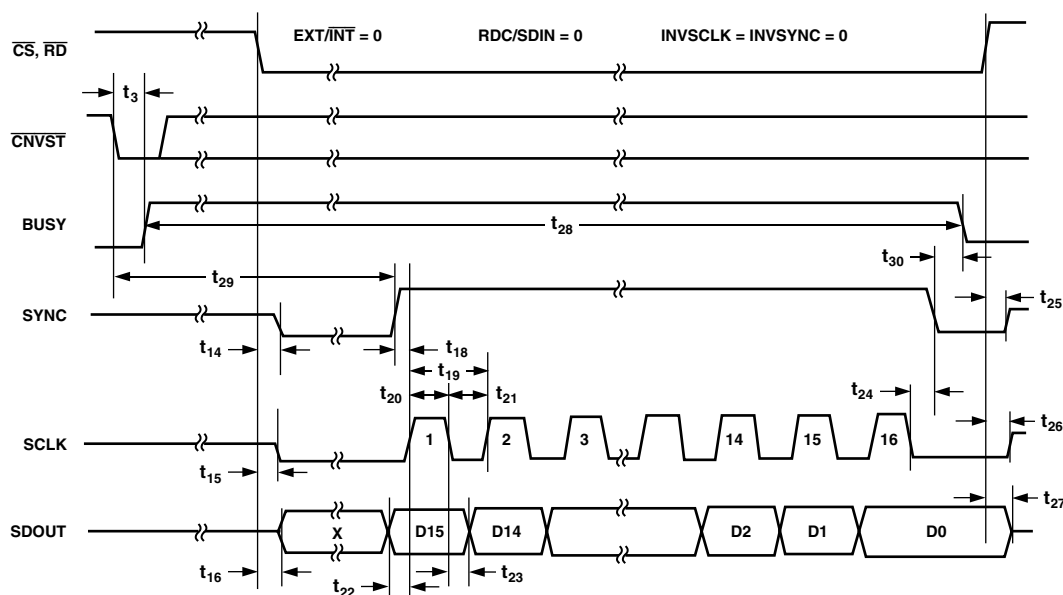 EXT/INT = 0 RDC/SDIN = 0 INVSCLK = INVSYNC = 0
CS, RD
t3
CNVST
BUSY
t28
t30
t29
t25
SYNC
t14
t18
t19
t20
t21
t24
t26
SCLK
1 2 3 14 15 16
t15
t27
SDOUT
X D15 D14 D2 D1 D0
t16
t22
t23